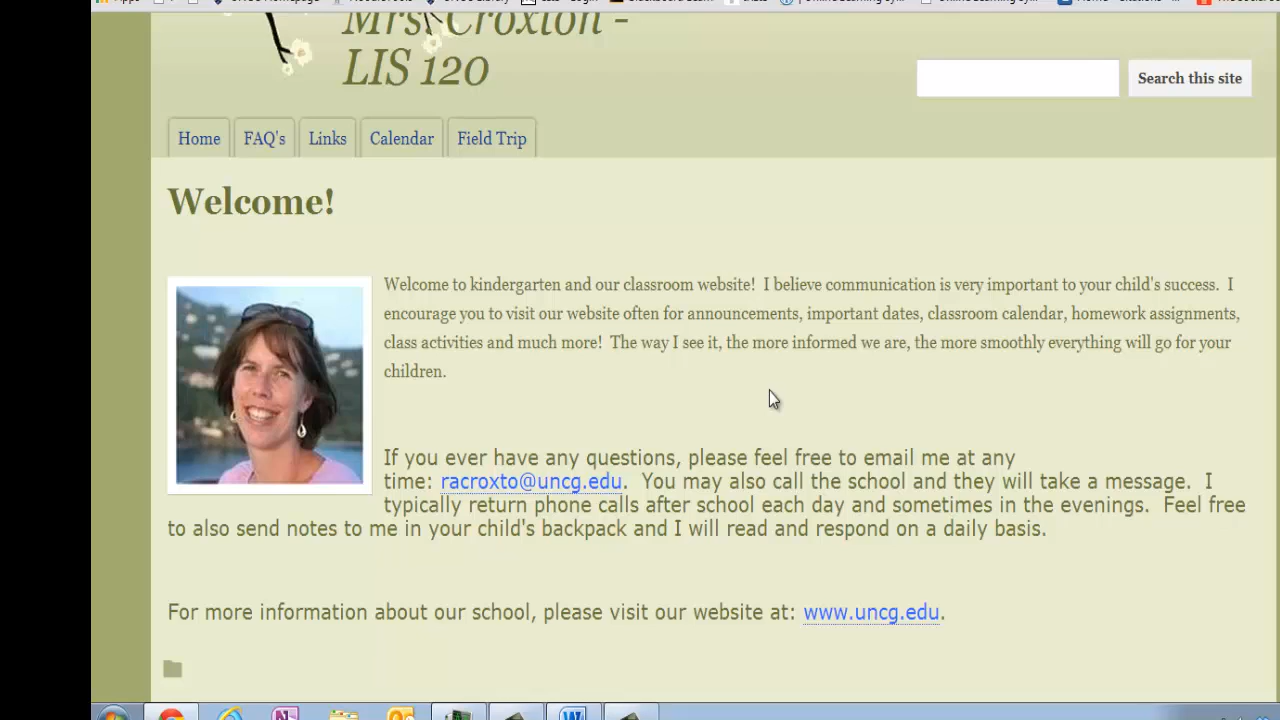 Mrs. Croxton -
LIS 120
Search this site
Home FAQ's Links Calendar Field Trip
Welcome!
Welcome to kindergarten and our classroom website! I believe communication is very important to your child's success. I
encourage you to visit our website often for announcements, important dates, classroom calendar, homework assignments,
class activities and much more! The way I see it, the more informed we are, the more smoothly everything will go for your
children.
If you ever have any questions, please feel free to email me at any
time: racroxto@uncg.edu. You may also call the school and they will take a message. I
typically return phone calls after school each day and sometimes in the evenings. Feel free
to also send notes to me in your child's backpack and I will read and respond on a daily basis.
For more information about our school, please visit our website at: www.uncg.edu.